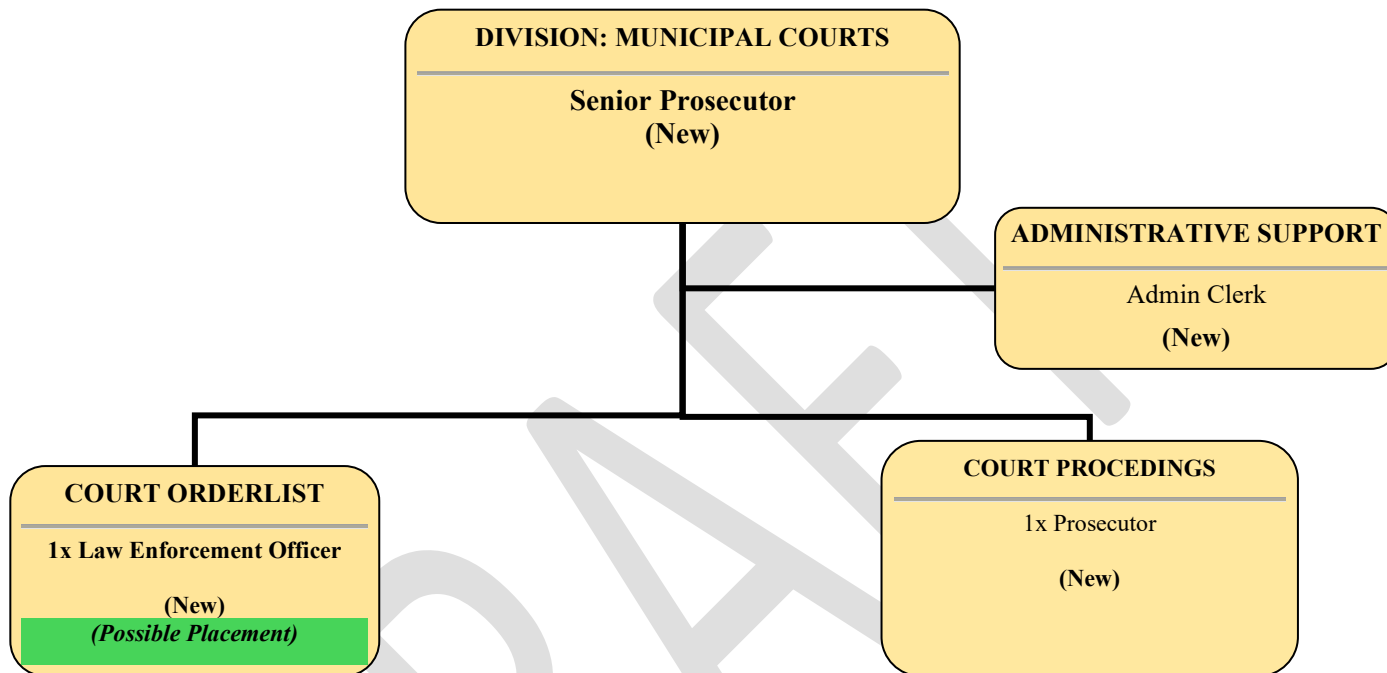 DIVISION: MUNICIPAL COURTS
Senior Prosecutor
(New)
ADMINISTRATIVE SUPPORT
Admin Clerk
(New)
COURT ORDERLIST
1x Law Enforcement Officer
(New)
(Possible Placement)
COURT PROCEDINGS
1x Prosecutor
(New)